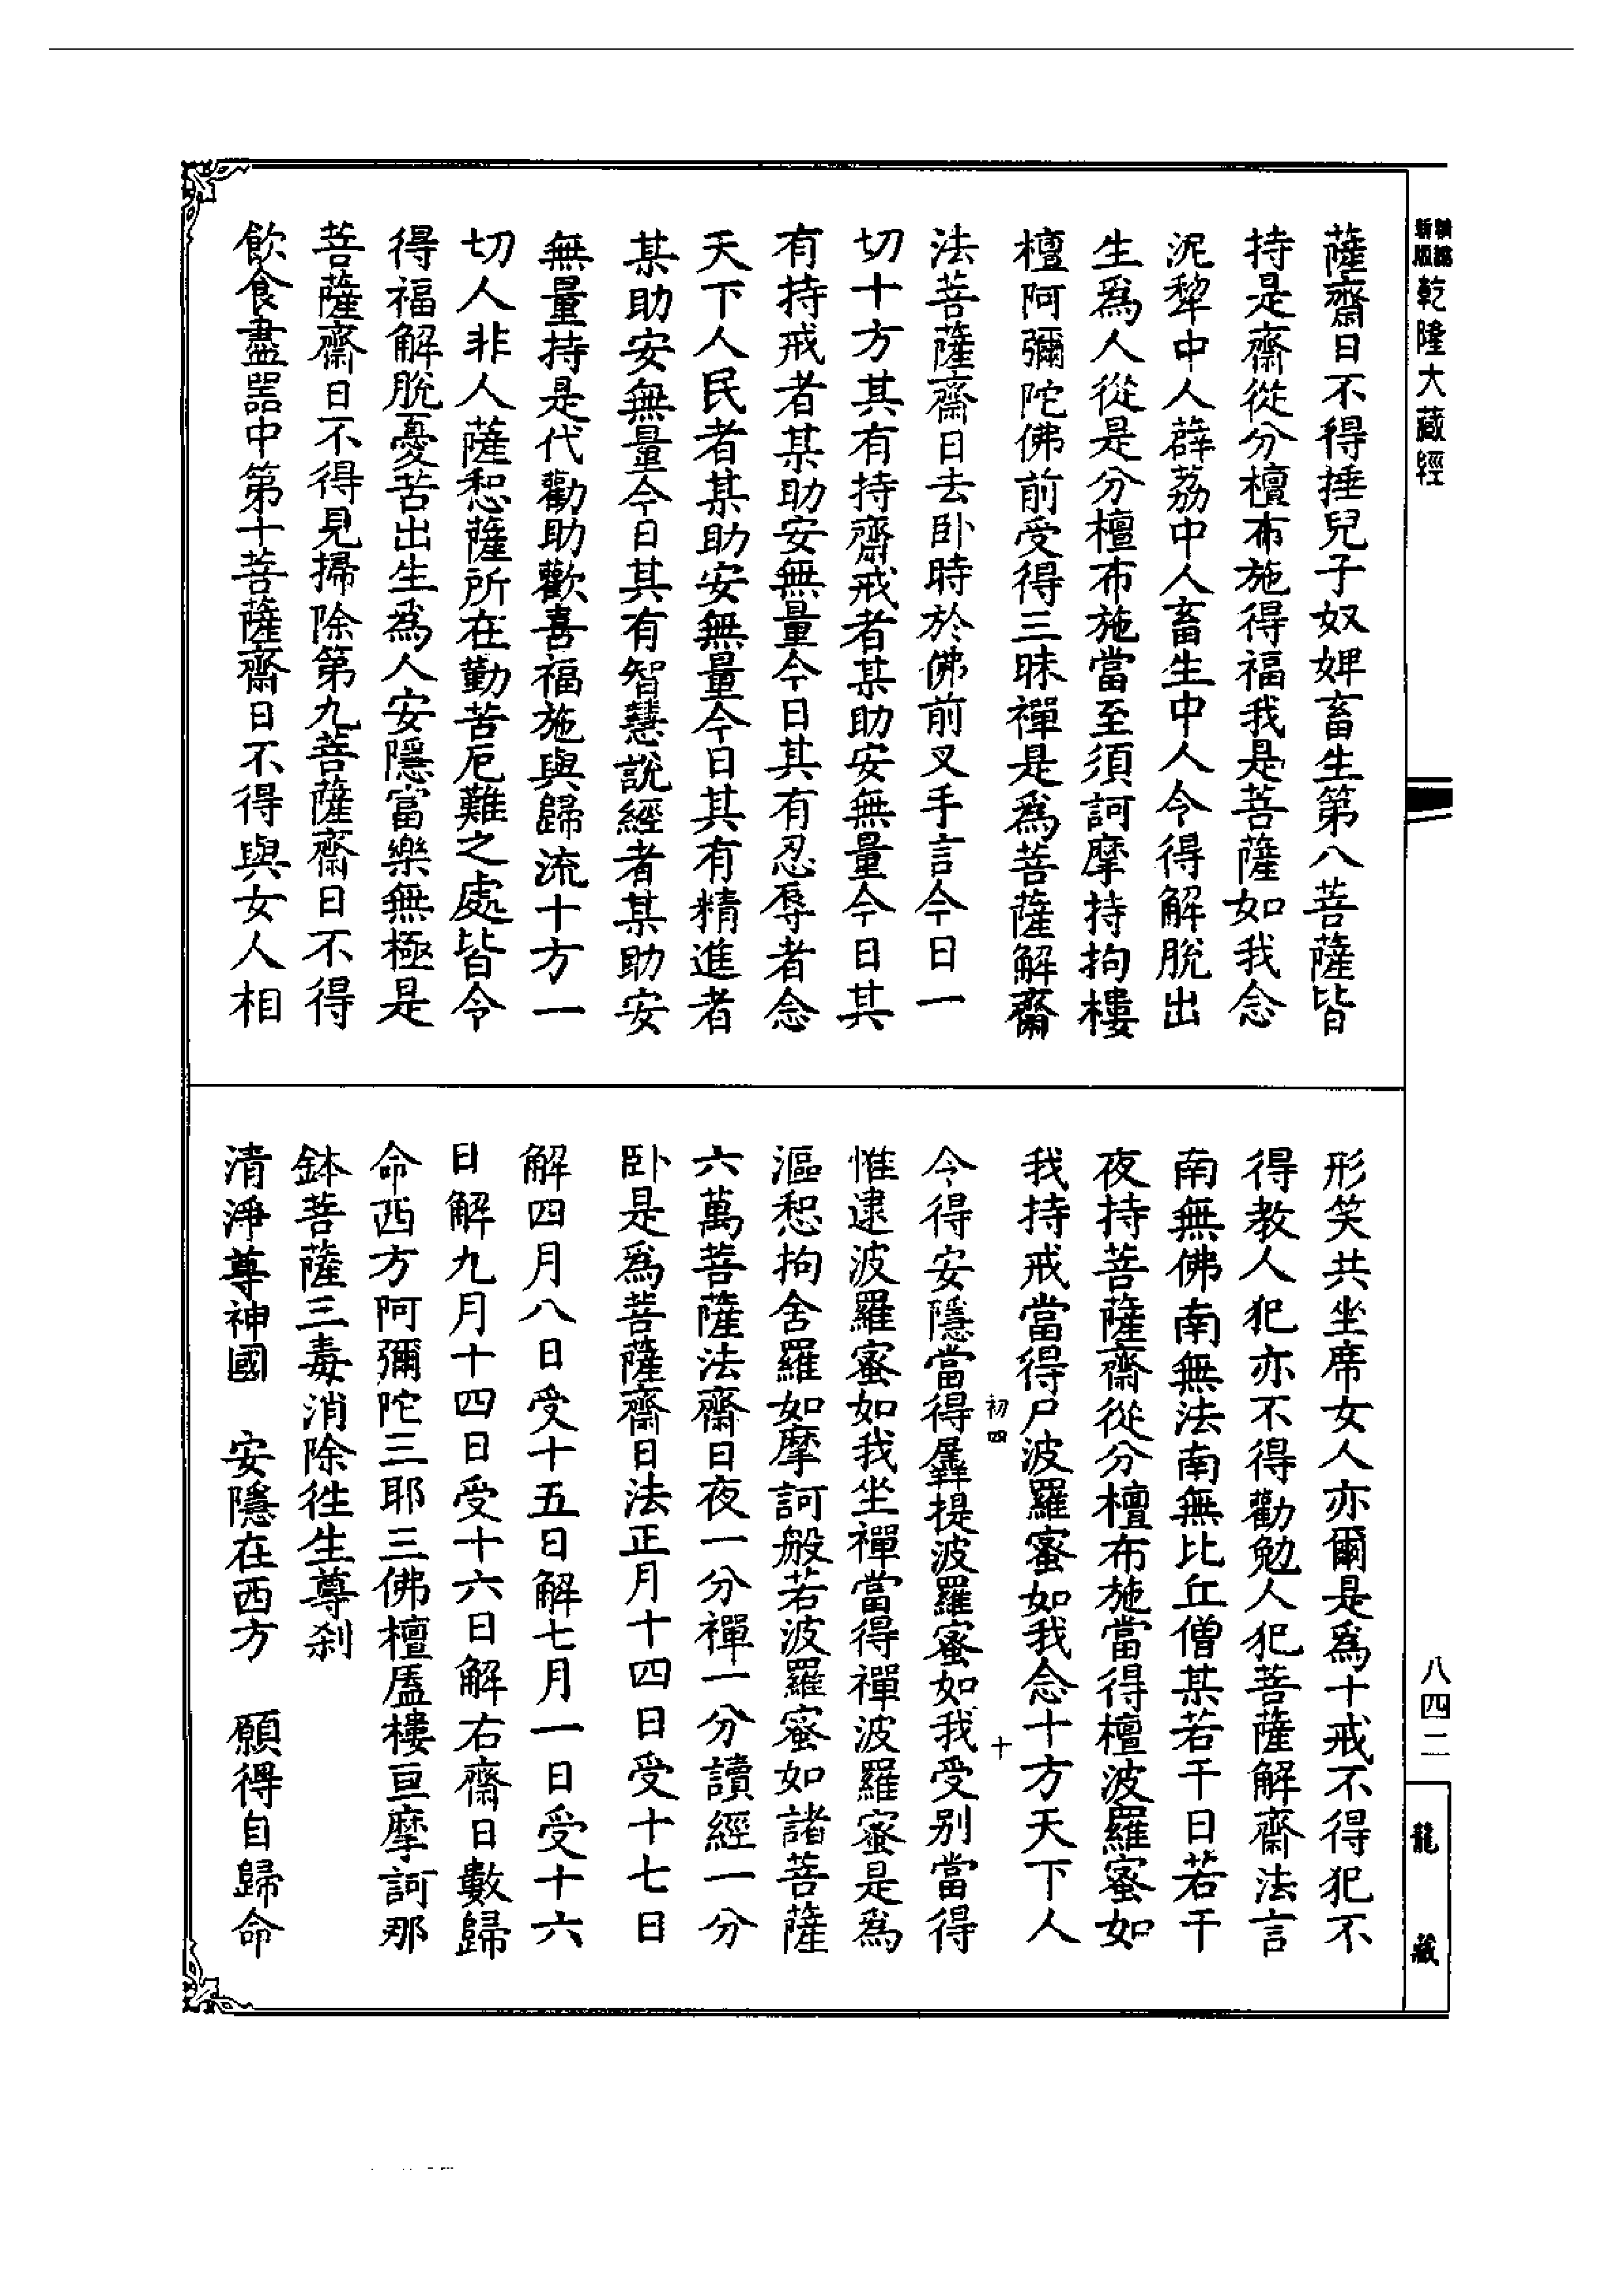 新編
新版
乾隆大藏經
薩齋日不得捶兒子奴婢畜生第八菩薩皆
持是齋從分檀布施得福我是菩薩如我念
泥犂中人薜荔中人畜生中人令得解脫出
生爲人從是分檀布施當至須訶摩持拘樓
檀阿彌陀佛前受得三昧禪是爲菩薩解齋
法菩薩齋日去卧時於佛前叉手言今日一
切十方其有持齋戒者某助安無量今日其
有持戒者某助安無量今日其有忍辱者念
天下人民者某助安無量今日其有精進者
某助安無量今日其有智慧說經者某助安
無量持是代勸助歡喜福施與歸流十方一
切人非人薩恕薩所在勤苦厄難之處皆令
得福解脫憂苦出生爲人安隱富樂無極是
菩薩齋日不得見掃除第九菩薩齋日不得
飲食盡噐中第十菩薩齋日不得與女人相
形笑共坐席女人亦爾是爲十戒不得犯不
得教人犯亦不得勸勉人犯菩薩解齋法言
南無佛南無法南無比丘僧某若干日若干
夜持菩薩齋從分檀布施當得檀波羅蜜如
我持戒當得尸波羅蜜如我念十方天下人
初四
十
令得安隱當得羼提波羅蜜如我受別當得
惟逮波羅蜜如我坐禪當得禪波羅蜜是爲
漚惒拘舍羅如摩訶般若波羅蜜如諸菩薩
六萬菩薩法齋日夜一分禪一分讀經一分
卧是爲菩薩齋日法正月十四日受十七日
解四月八日受十五日解七月一日受十六
日解九月十四日受十六日解右齋日數歸
命西方阿彌陀三耶三佛檀廅樓亘摩訶那
鉢菩薩三毒消除徃生尊刹
清淨尊神國　安隱在西方　願得自歸命
八四二
龍藏